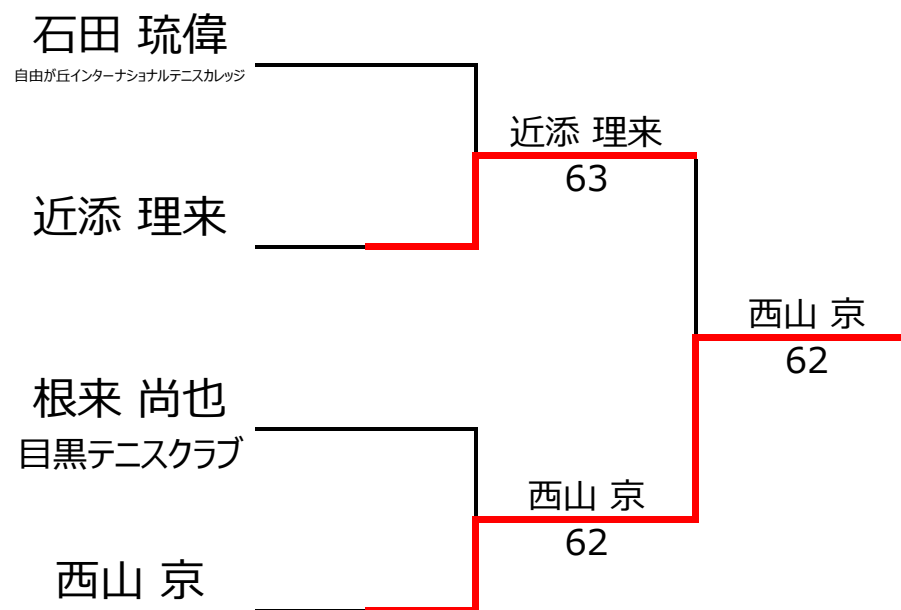 石田 琉偉
自由が丘インターナショナルテニスカレッジ
近添 理来
63
近添 理来
西山 京
62
根来 尚也
目黒テニスクラブ
西山 京
62
西山 京